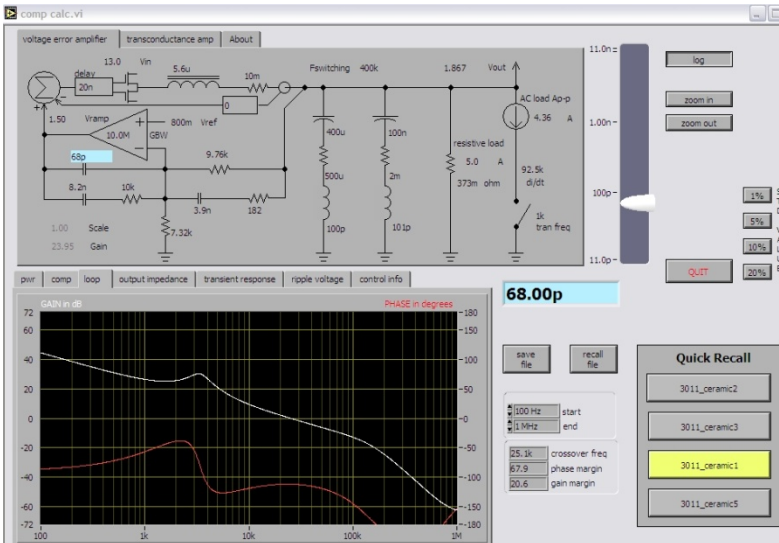 comp calc.vi
voltage error amplifier transconductance amp About
13.0 Vin 5.6u Fswitching 400k 1.867 Vout
delay
20n
10m
0
1.50 Vramp
800m Vref
10.0M GBW
AC load Ap-p
4.36 A
68p
9.76k
400u 100n
resistive load
5.0 A
373m ohm
92.5k
di/dt
8.2n 10k
3.9n 182
500u 2m
1k
tran freq
1.00 Scale
23.95 Gain
7.32k
100p 101p
11.0n
1.00n
100p
11.0p
log
zoom in
zoom out
1%
5%
10%
20%
QUIT
pwr comp loop output impedance transient response ripple voltage control info
68.00p
GAIN in dB PHASE in degrees
72 60 40 20 0 -20 -40 -60 -72
180 150 100 50 0 -50 -100 -150 -180
100 1k 10k 100k 1M
save file
recall file
100 Hz start
1 MHz end
25.1k crossover freq
67.9 phase margin
20.6 gain margin
Quick Recall
3011_ceramic2
3011_ceramic3
3011_ceramic1
3011_ceramic5